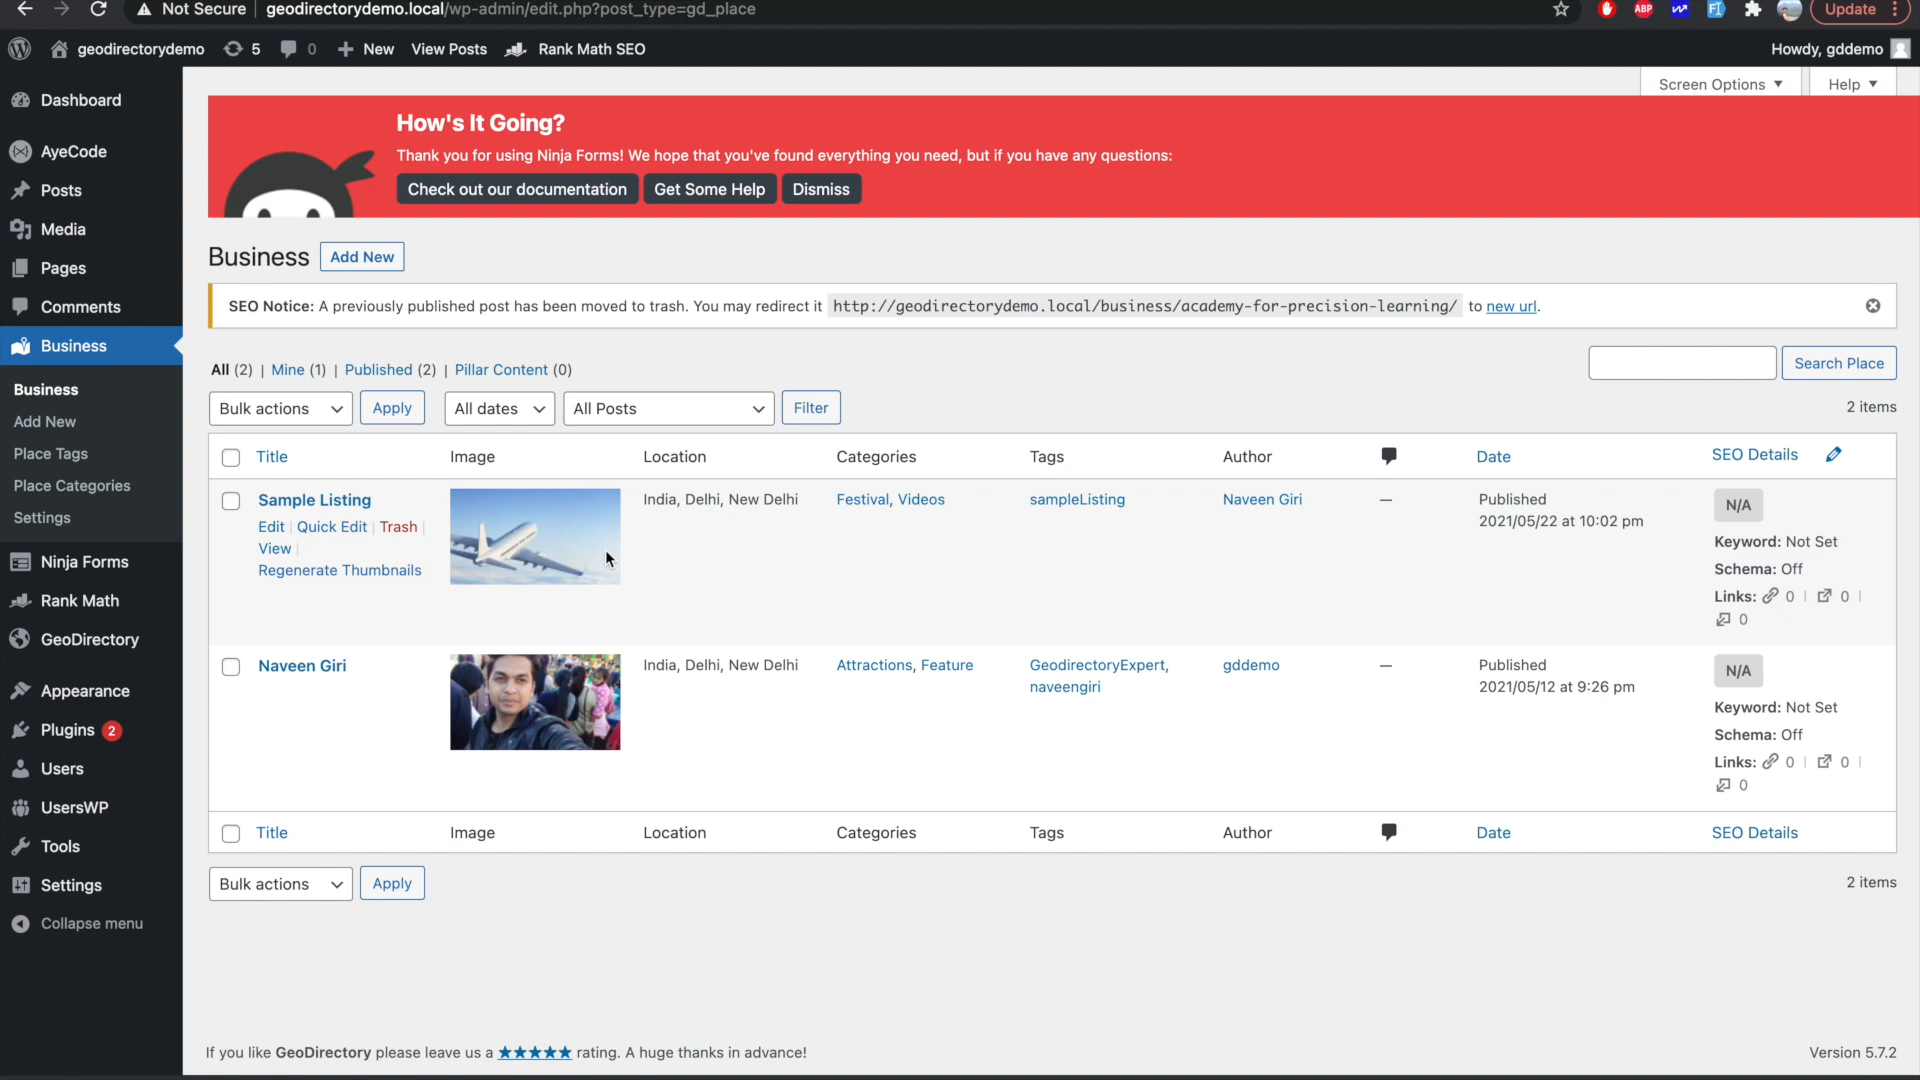 Not Secure geodirectorydemo.local/wp-admin/edit.php?post_type=gd_place
ABP
Update
geodirectorydemo 5 0 New View Posts Rank Math SEO
Howdy, gddemo
Screen Options Help
Dashboard
AyeCode
Posts
Media
Pages
Comments
Business
Business
Add New
Place Tags
Place Categories
Settings
Ninja Forms
Rank Math
GeoDirectory
Appearance
Plugins 2
Users
UsersWP
Tools
Settings
Collapse menu
How's It Going?
Thank you for using Ninja Forms! We hope that you've found everything you need, but if you have any questions:
Check out our documentation Get Some Help Dismiss
Business Add New
SEO Notice: A previously published post has been moved to trash. You may redirect it http://geodirectorydemo.local/business/academy-for-precision-learning/ to new url.
All (2) | Mine (1) | Published (2) | Pillar Content (0)
Search Place
Bulk actions Apply All dates All Posts Filter
2 items
Title Image Location Categories Tags Author Date SEO Details
Sample Listing
Edit | Quick Edit | Trash |
View |
Regenerate Thumbnails
India, Delhi, New Delhi
Festival, Videos
sampleListing
Naveen Giri
—
Published
2021/05/22 at 10:02 pm
N/A
Keyword: Not Set
Schema: Off
Links: 0 | 0 |
0
Naveen Giri
India, Delhi, New Delhi
Attractions, Feature
GeodirectoryExpert,
naveengiri
gddemo
—
Published
2021/05/12 at 9:26 pm
N/A
Keyword: Not Set
Schema: Off
Links: 0 | 0 |
0
Title Image Location Categories Tags Author Date SEO Details
Bulk actions Apply
2 items
If you like GeoDirectory please leave us a ★★★★★ rating. A huge thanks in advance!
Version 5.7.2